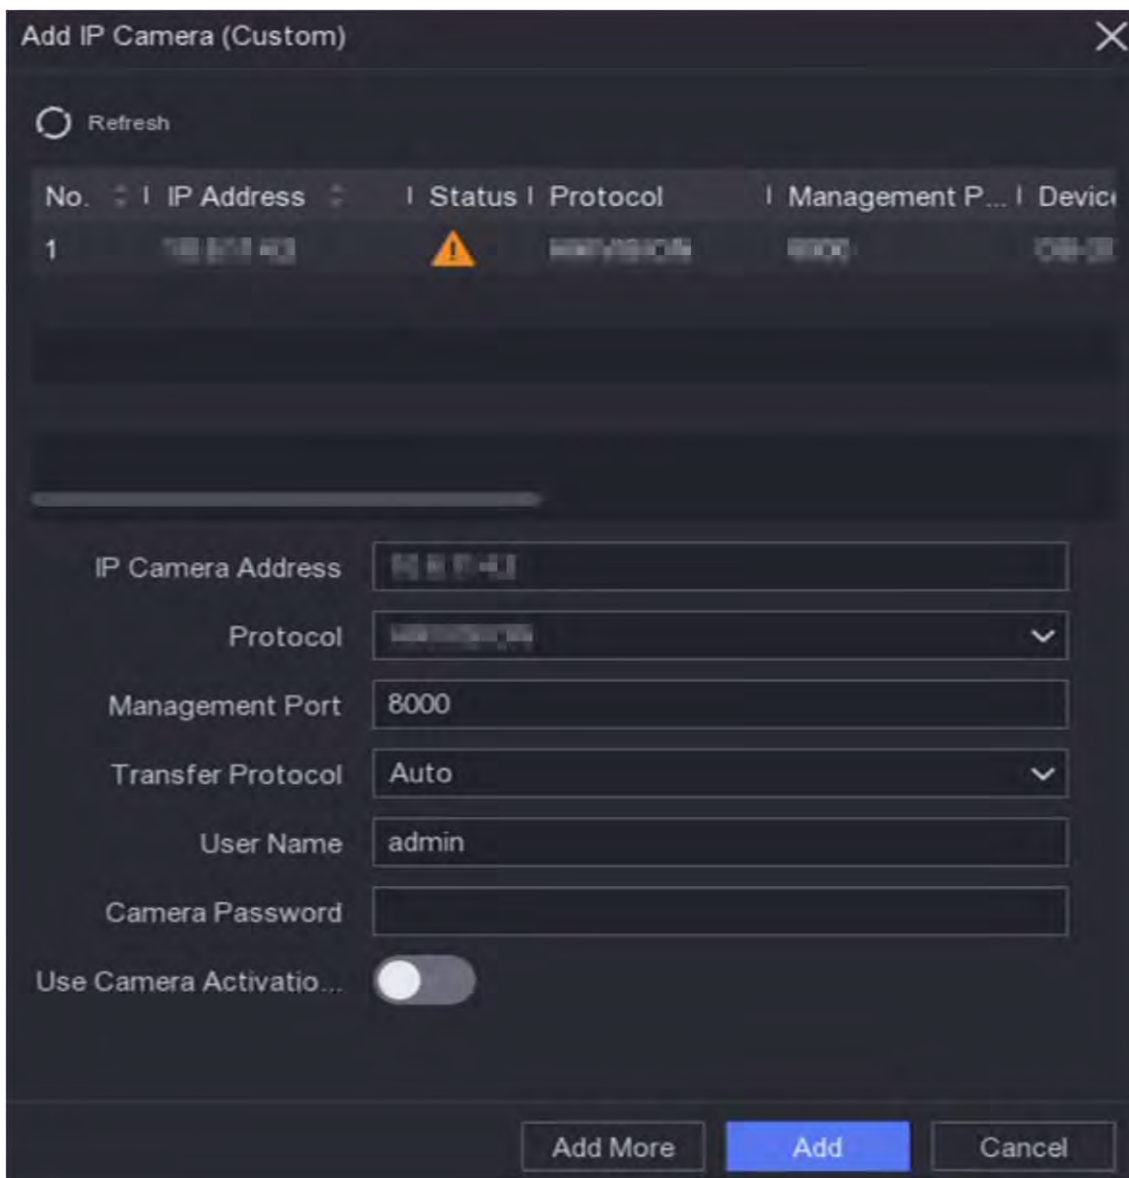 Add IP Camera (Custom)
Refresh
No. IP Address Status Protocol Management P... Device
1
IP Camera Address
Protocol
Management Port 8000
Transfer Protocol Auto
User Name admin
Camera Password
Use Camera Activatio...
Add More Add Cancel